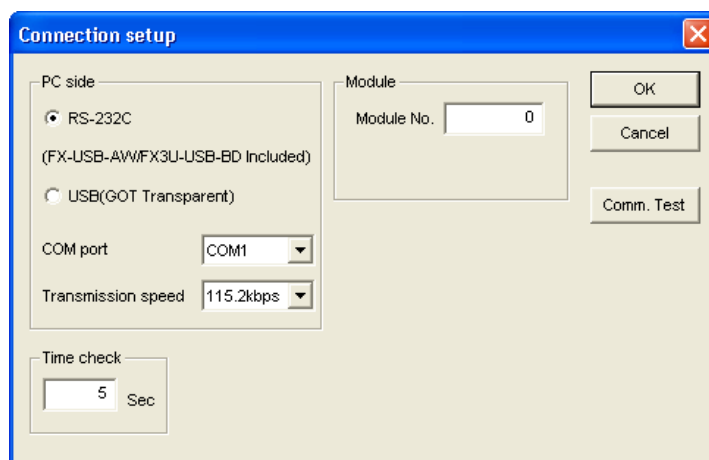 Connection setup
PC side
RS-232C
(FX-USB-AW/FX3U-USB-BD Included)
USB(GOT Transparent)
COM port
COM1
Transmission speed
115.2kbps
Module
Module No.
0
OK
Cancel
Comm. Test
Time check
5
Sec